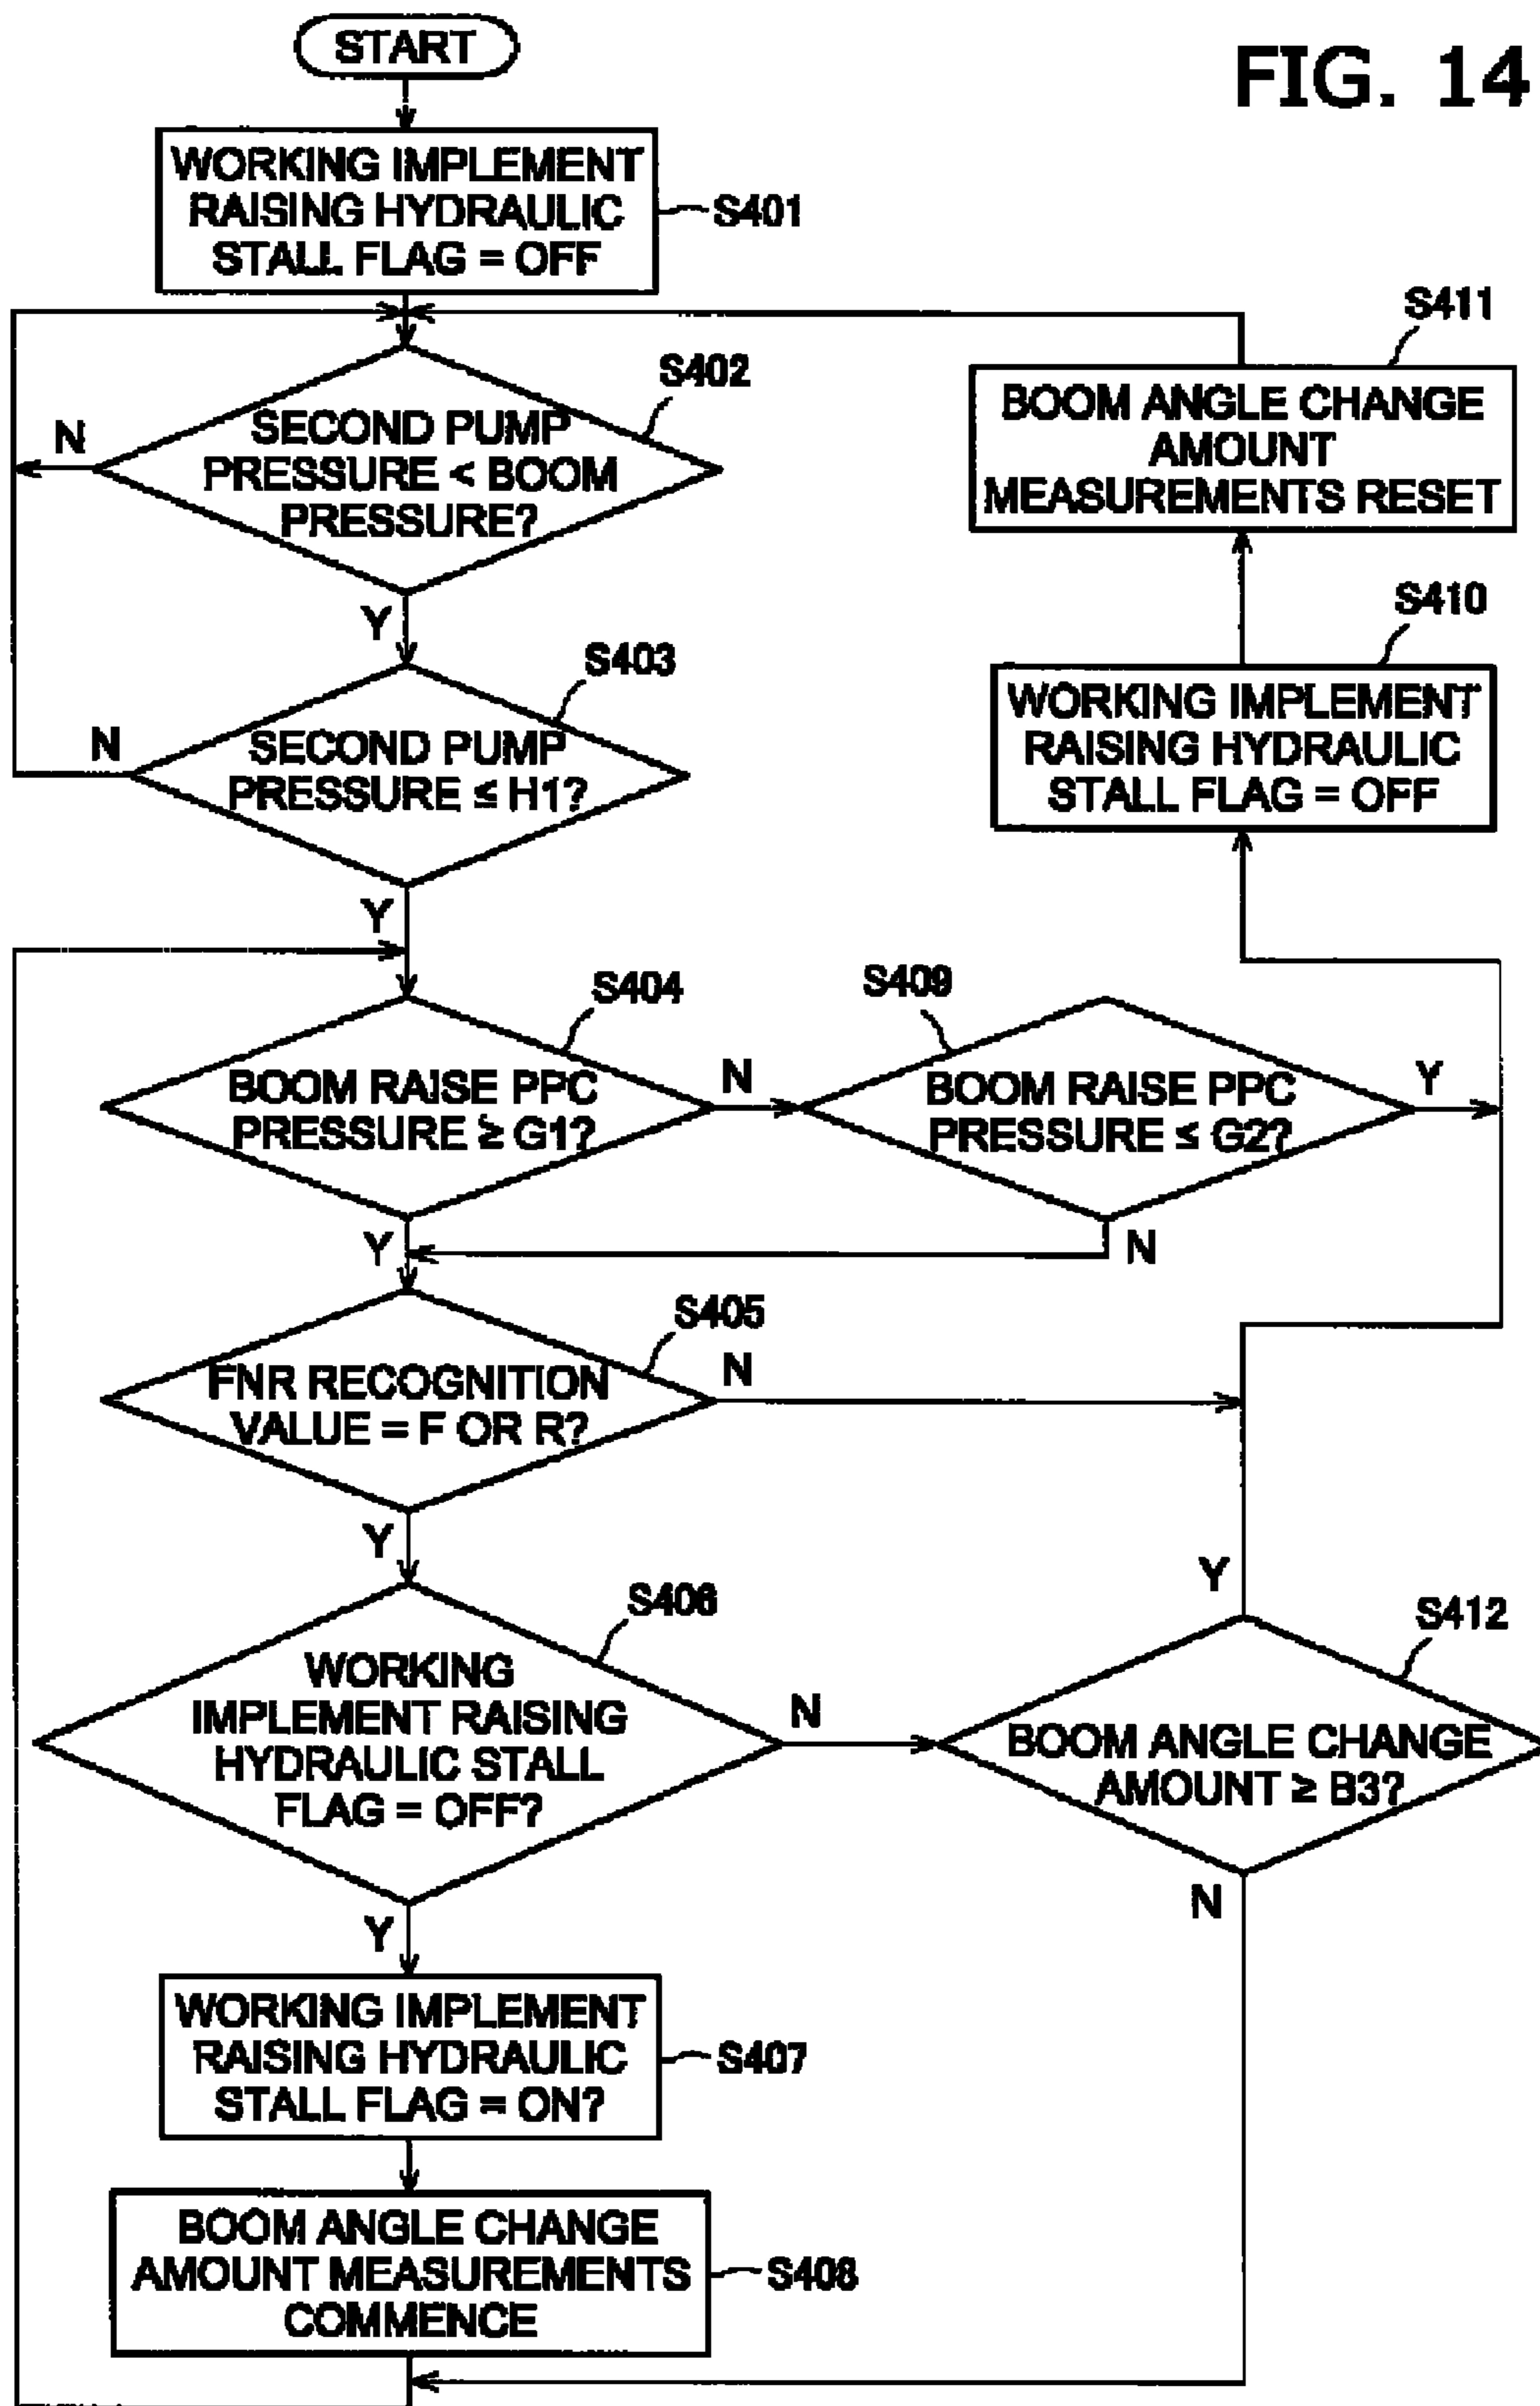 FIG. 14
START
WORKING IMPLEMENT
RAISING HYDRAULIC
STALL FLAG = OFF
S401
S402
SECOND PUMP
PRESSURE < BOOM
PRESSURE?
N
Y
S403
SECOND PUMP
PRESSURE ≤ H1?
N
Y
S411
BOOM ANGLE CHANGE
AMOUNT
MEASUREMENTS RESET
S410
WORKING IMPLEMENT
RAISING HYDRAULIC
STALL FLAG = OFF
S404
BOOM RAISE PPC
PRESSURE ≥ G1?
N
Y
S409
BOOM RAISE PPC
PRESSURE ≤ G2?
Y
N
S405
FNR RECOGNITION
VALUE = F OR R?
N
Y
S406
WORKING
IMPLEMENT RAISING
HYDRAULIC STALL
FLAG = OFF?
N
Y
S412
BOOM ANGLE CHANGE
AMOUNT ≥ B3?
Y
N
WORKING IMPLEMENT
RAISING HYDRAULIC
STALL FLAG = ON?
S407
BOOM ANGLE CHANGE
AMOUNT MEASUREMENTS
COMMENCE
S408